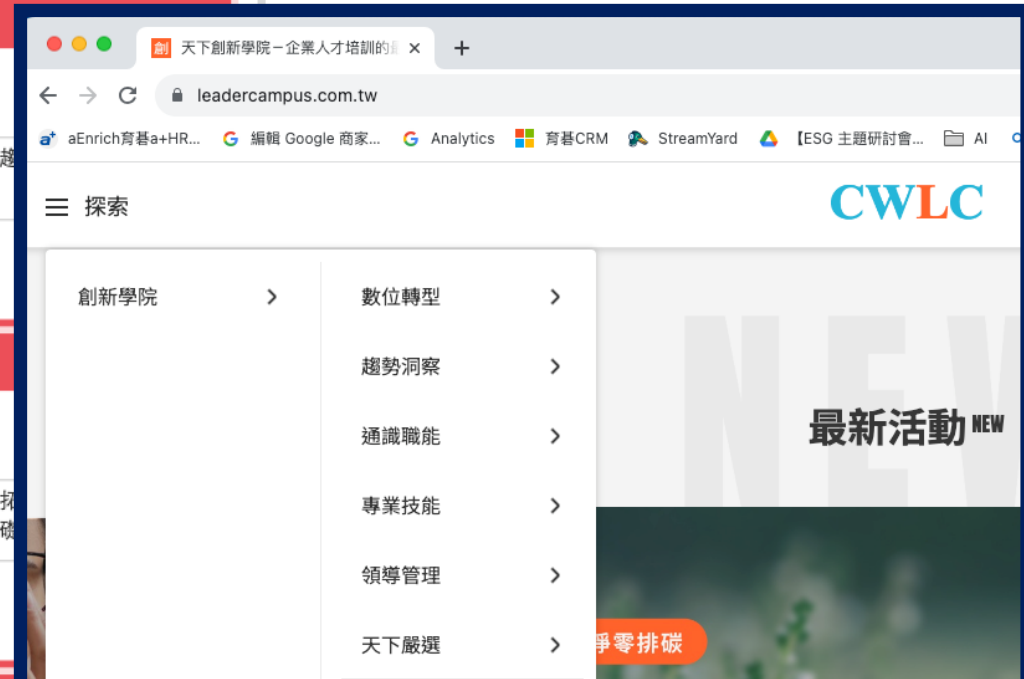 天下創新學院－企業人才培訓的
leadercampus.com.tw
aEnrich育碁a+HR... 編輯 Google 商家... Analytics 育碁CRM StreamYard 【ESG 主題研討會... AI
探索
CWLC
創新學院
數位轉型
趨勢洞察
通識職能
專業技能
領導管理
天下嚴選
NEW
最新活動 NEW
淨零排碳
趨
拓
礎